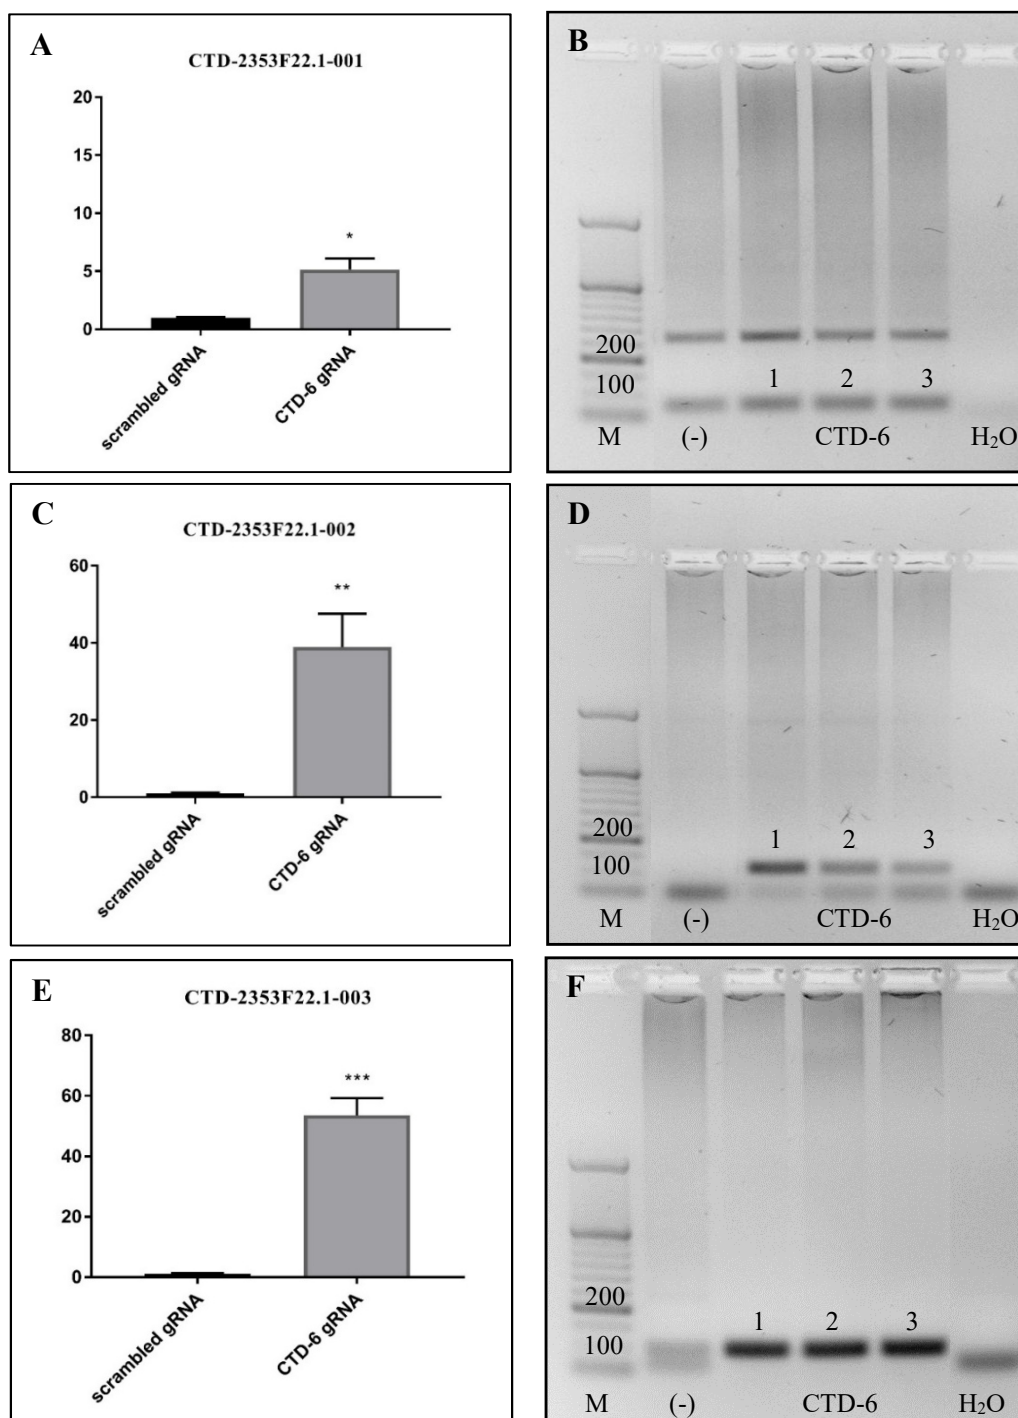 A
CTD-2353F22.1-001
20
15
10
5
0
*
scrambled gRNA
CTD-6 gRNA
B
200
100
1 2 3
M (-) CTD-6 H₂O
C
CTD-2353F22.1-002
60
40
20
0
**
scrambled gRNA
CTD-6 gRNA
D
200
100
1 2 3
M (-) CTD-6 H₂O
E
CTD-2353F22.1-003
80
60
40
20
0
***
scrambled gRNA
CTD-6 gRNA
F
200
100
1 2 3
M (-) CTD-6 H₂O